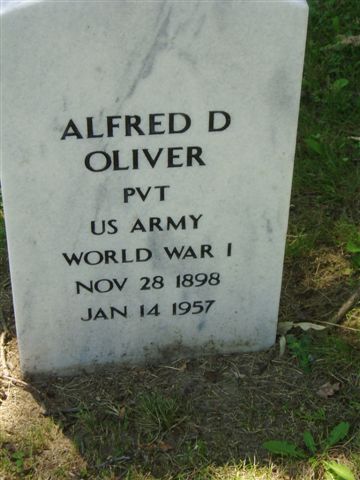 ALFRED D
OLIVER
PVT
US ARMY
WORLD WAR I
NOV 28 1898
JAN 14 1957